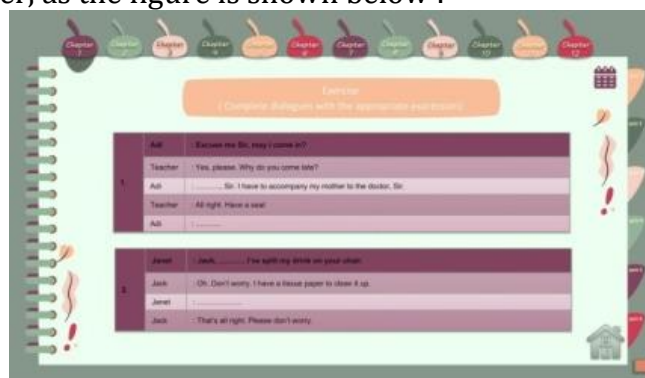 er, as the figure is shown below :
Chapter 1
Chapter 2
Chapter 3
Chapter
Chapter
Chapter 6
Chapter 7
Chapter 8
Chapter 9
Chapter 10
Chapter
Chapter 12
Exercise
( Complete dialogues with the appropriate expression)
1.
Adi : Excuse me Sir, may I come in?
Teacher : Yes, please. Why do you come late?
Adi : ........... Sir. I have to accompany my mother to the doctor, Sir.
Teacher : All right. Have a seat!
Adi : ...........
2.
Janet : Jack, ............ I've spilt my drink on your chair.
Jack : Oh. Don't worry. I have a tissue paper to clean it up.
Janet : ...................
Jack : That's all right. Please don't worry.